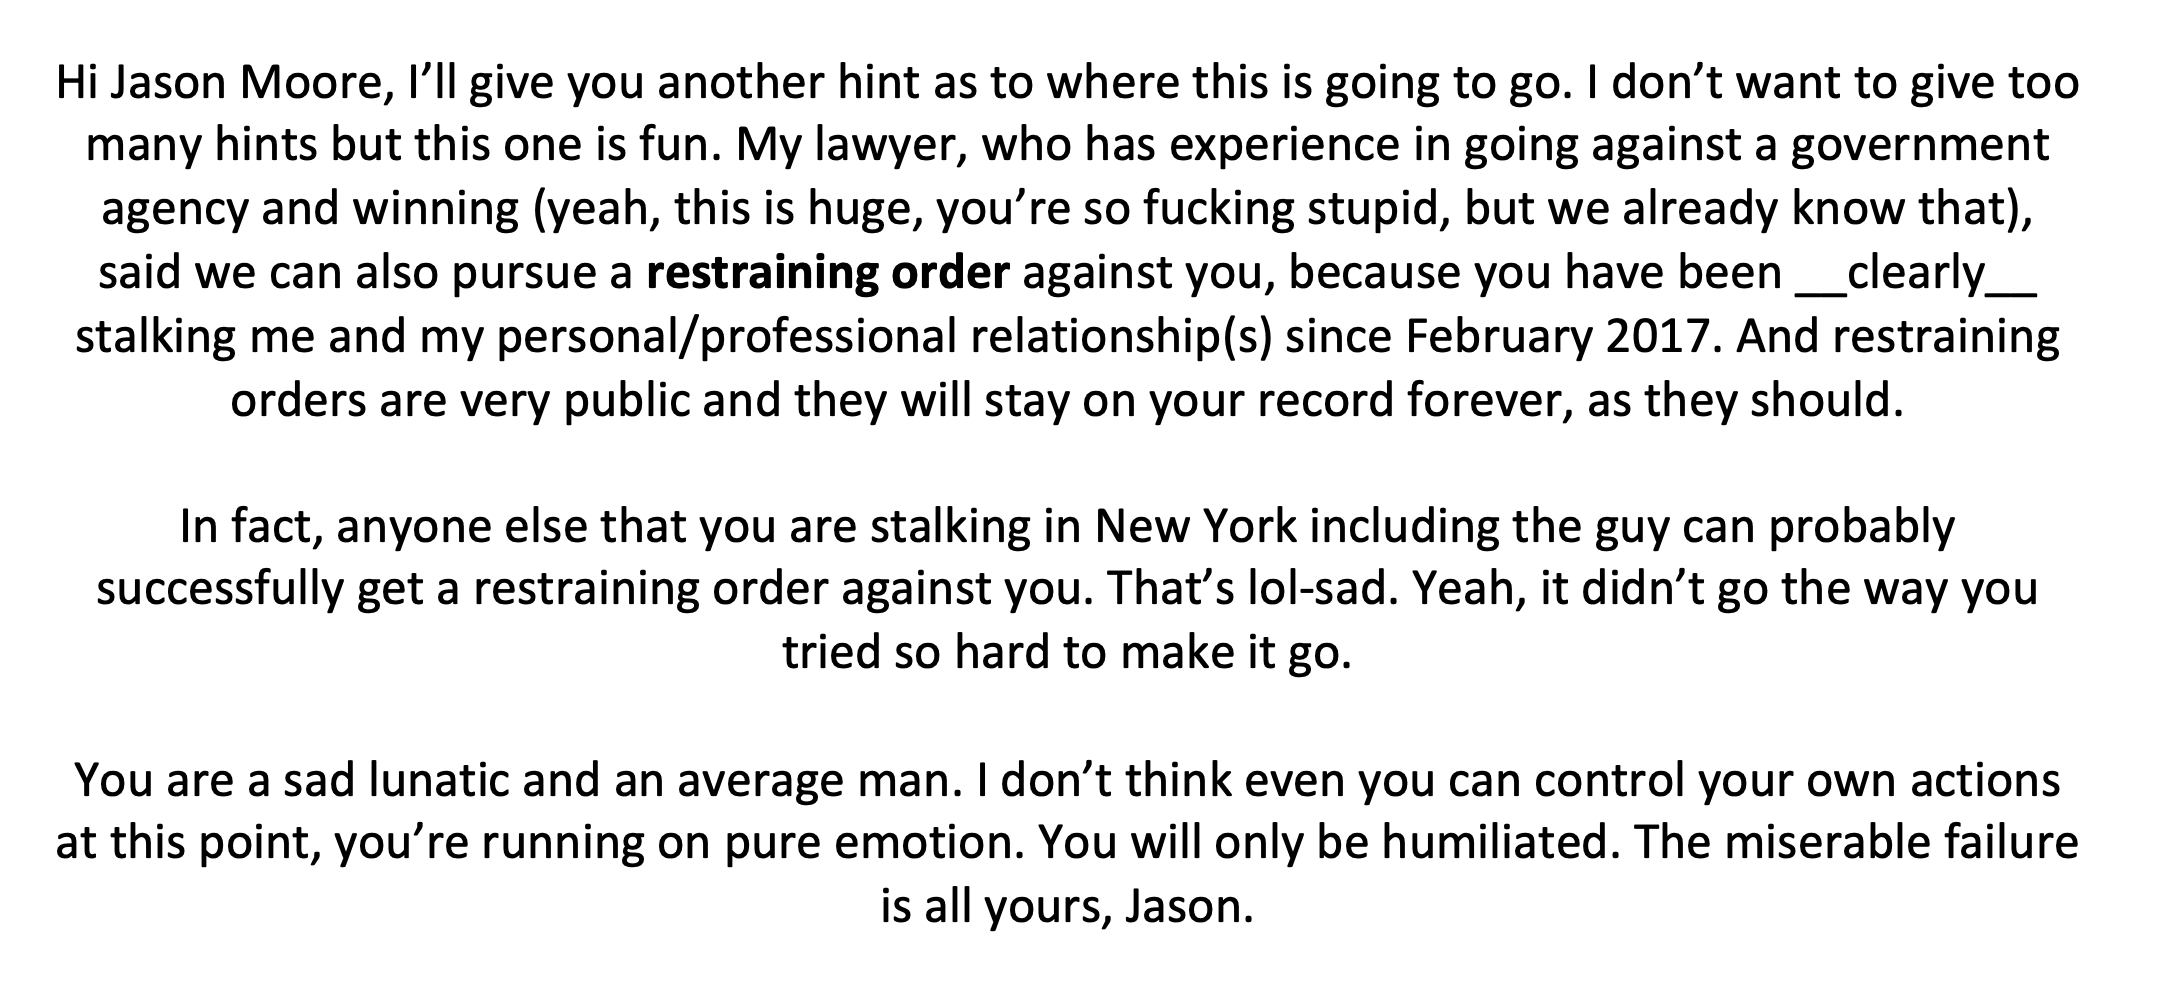 Hi Jason Moore, I’ll give you another hint as to where this is going to go. I don’t want to give too
many hints but this one is fun. My lawyer, who has experience in going against a government
agency and winning (yeah, this is huge, you’re so fucking stupid, but we already know that),
said we can also pursue a restraining order against you, because you have been __clearly__
stalking me and my personal/professional relationship(s) since February 2017. And restraining
orders are very public and they will stay on your record forever, as they should.
In fact, anyone else that you are stalking in New York including the guy can probably
successfully get a restraining order against you. That’s lol-sad. Yeah, it didn’t go the way you
tried so hard to make it go.
You are a sad lunatic and an average man. I don’t think even you can control your own actions
at this point, you’re running on pure emotion. You will only be humiliated. The miserable failure
is all yours, Jason.